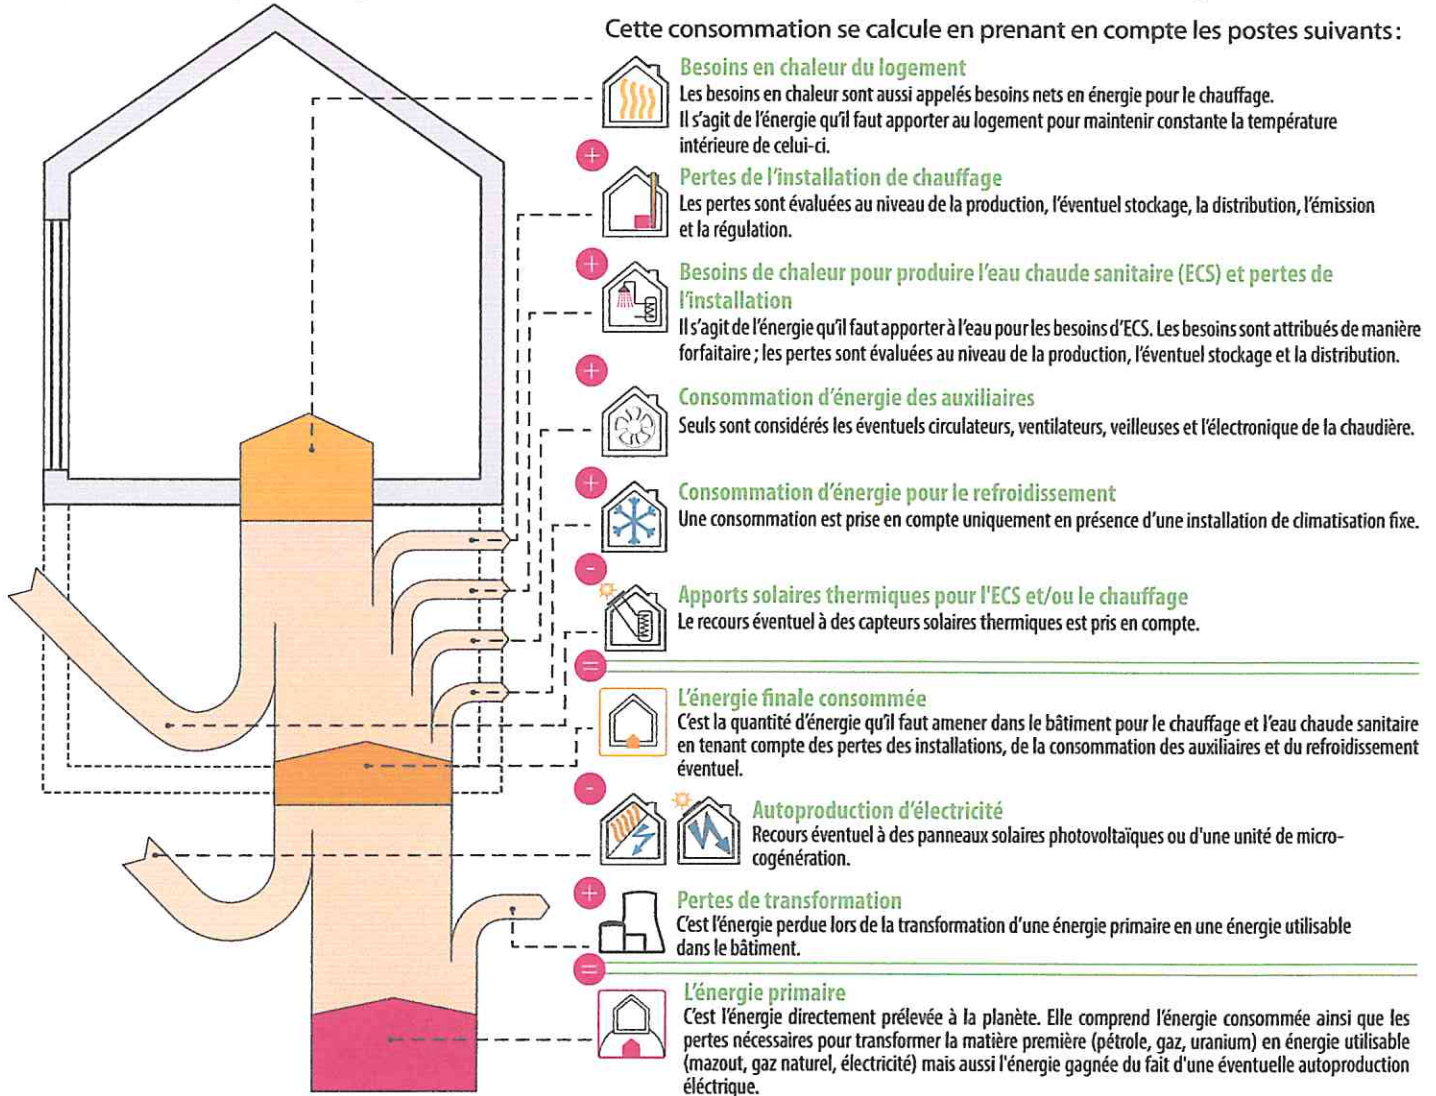 Cette consommation se calcule en prenant en compte les postes suivants :
Besoins en chaleur du logement
Les besoins en chaleur sont aussi appelés besoins nets en énergie pour le chauffage.
Il s'agit de l'énergie qu'il faut apporter au logement pour maintenir constante la température
intérieure de celui-ci.
+
Pertes de l'installation de chauffage
Les pertes sont évaluées au niveau de la production, l'éventuel stockage, la distribution, l'émission
et la régulation.
+
Besoins de chaleur pour produire l'eau chaude sanitaire (ECS) et pertes de
l'installation
Il s'agit de l'énergie qu'il faut apporter à l'eau pour les besoins d'ECS. Les besoins sont attribués de manière
forfaitaire ; les pertes sont évaluées au niveau de la production, l'éventuel stockage et la distribution.
+
Consommation d'énergie des auxiliaires
Seuls sont considérés les éventuels circulateurs, ventilateurs, veilleuses et l'électronique de la chaudière.
+
Consommation d'énergie pour le refroidissement
Une consommation est prise en compte uniquement en présence d'une installation de climatisation fixe.
-
Apports solaires thermiques pour l'ECS et/ou le chauffage
Le recours éventuel à des capteurs solaires thermiques est pris en compte.
=
L'énergie finale consommée
C'est la quantité d'énergie qu'il faut amener dans le bâtiment pour le chauffage et l'eau chaude sanitaire
en tenant compte des pertes des installations, de la consommation des auxiliaires et du refroidissement
éventuel.
-
Autoproduction d'électricité
Recours éventuel à des panneaux solaires photovoltaïques ou d'une unité de micro-
cogénération.
+
Pertes de transformation
C'est l'énergie perdue lors de la transformation d'une énergie primaire en une énergie utilisable
dans le bâtiment.
=
L'énergie primaire
C'est l'énergie directement prélevée à la planète. Elle comprend l'énergie consommée ainsi que les
pertes nécessaires pour transformer la matière première (pétrole, gaz, uranium) en énergie utilisable
(mazout, gaz naturel, électricité) mais aussi l'énergie gagnée du fait d'une éventuelle autoproduction
éléctrique.